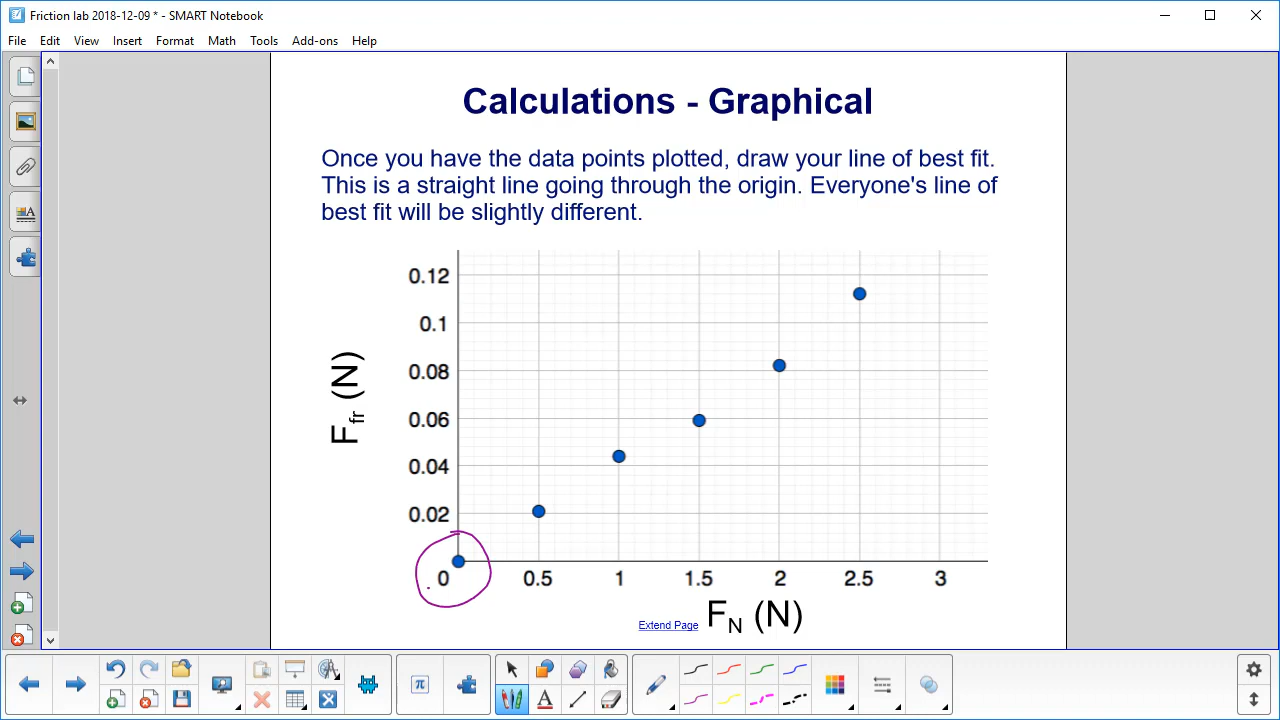 Friction lab 2018-12-09 * - SMART Notebook
File Edit View Insert Format Math Tools Add-ons Help
Calculations - Graphical
Once you have the data points plotted, draw your line of best fit.
This is a straight line going through the origin. Everyone's line of
best fit will be slightly different.
0.12
0.1
0.08
0.06
0.04
0.02
Ffr (N)
0 0.5 1 1.5 2 2.5 3
Extend Page FN (N)
π
A